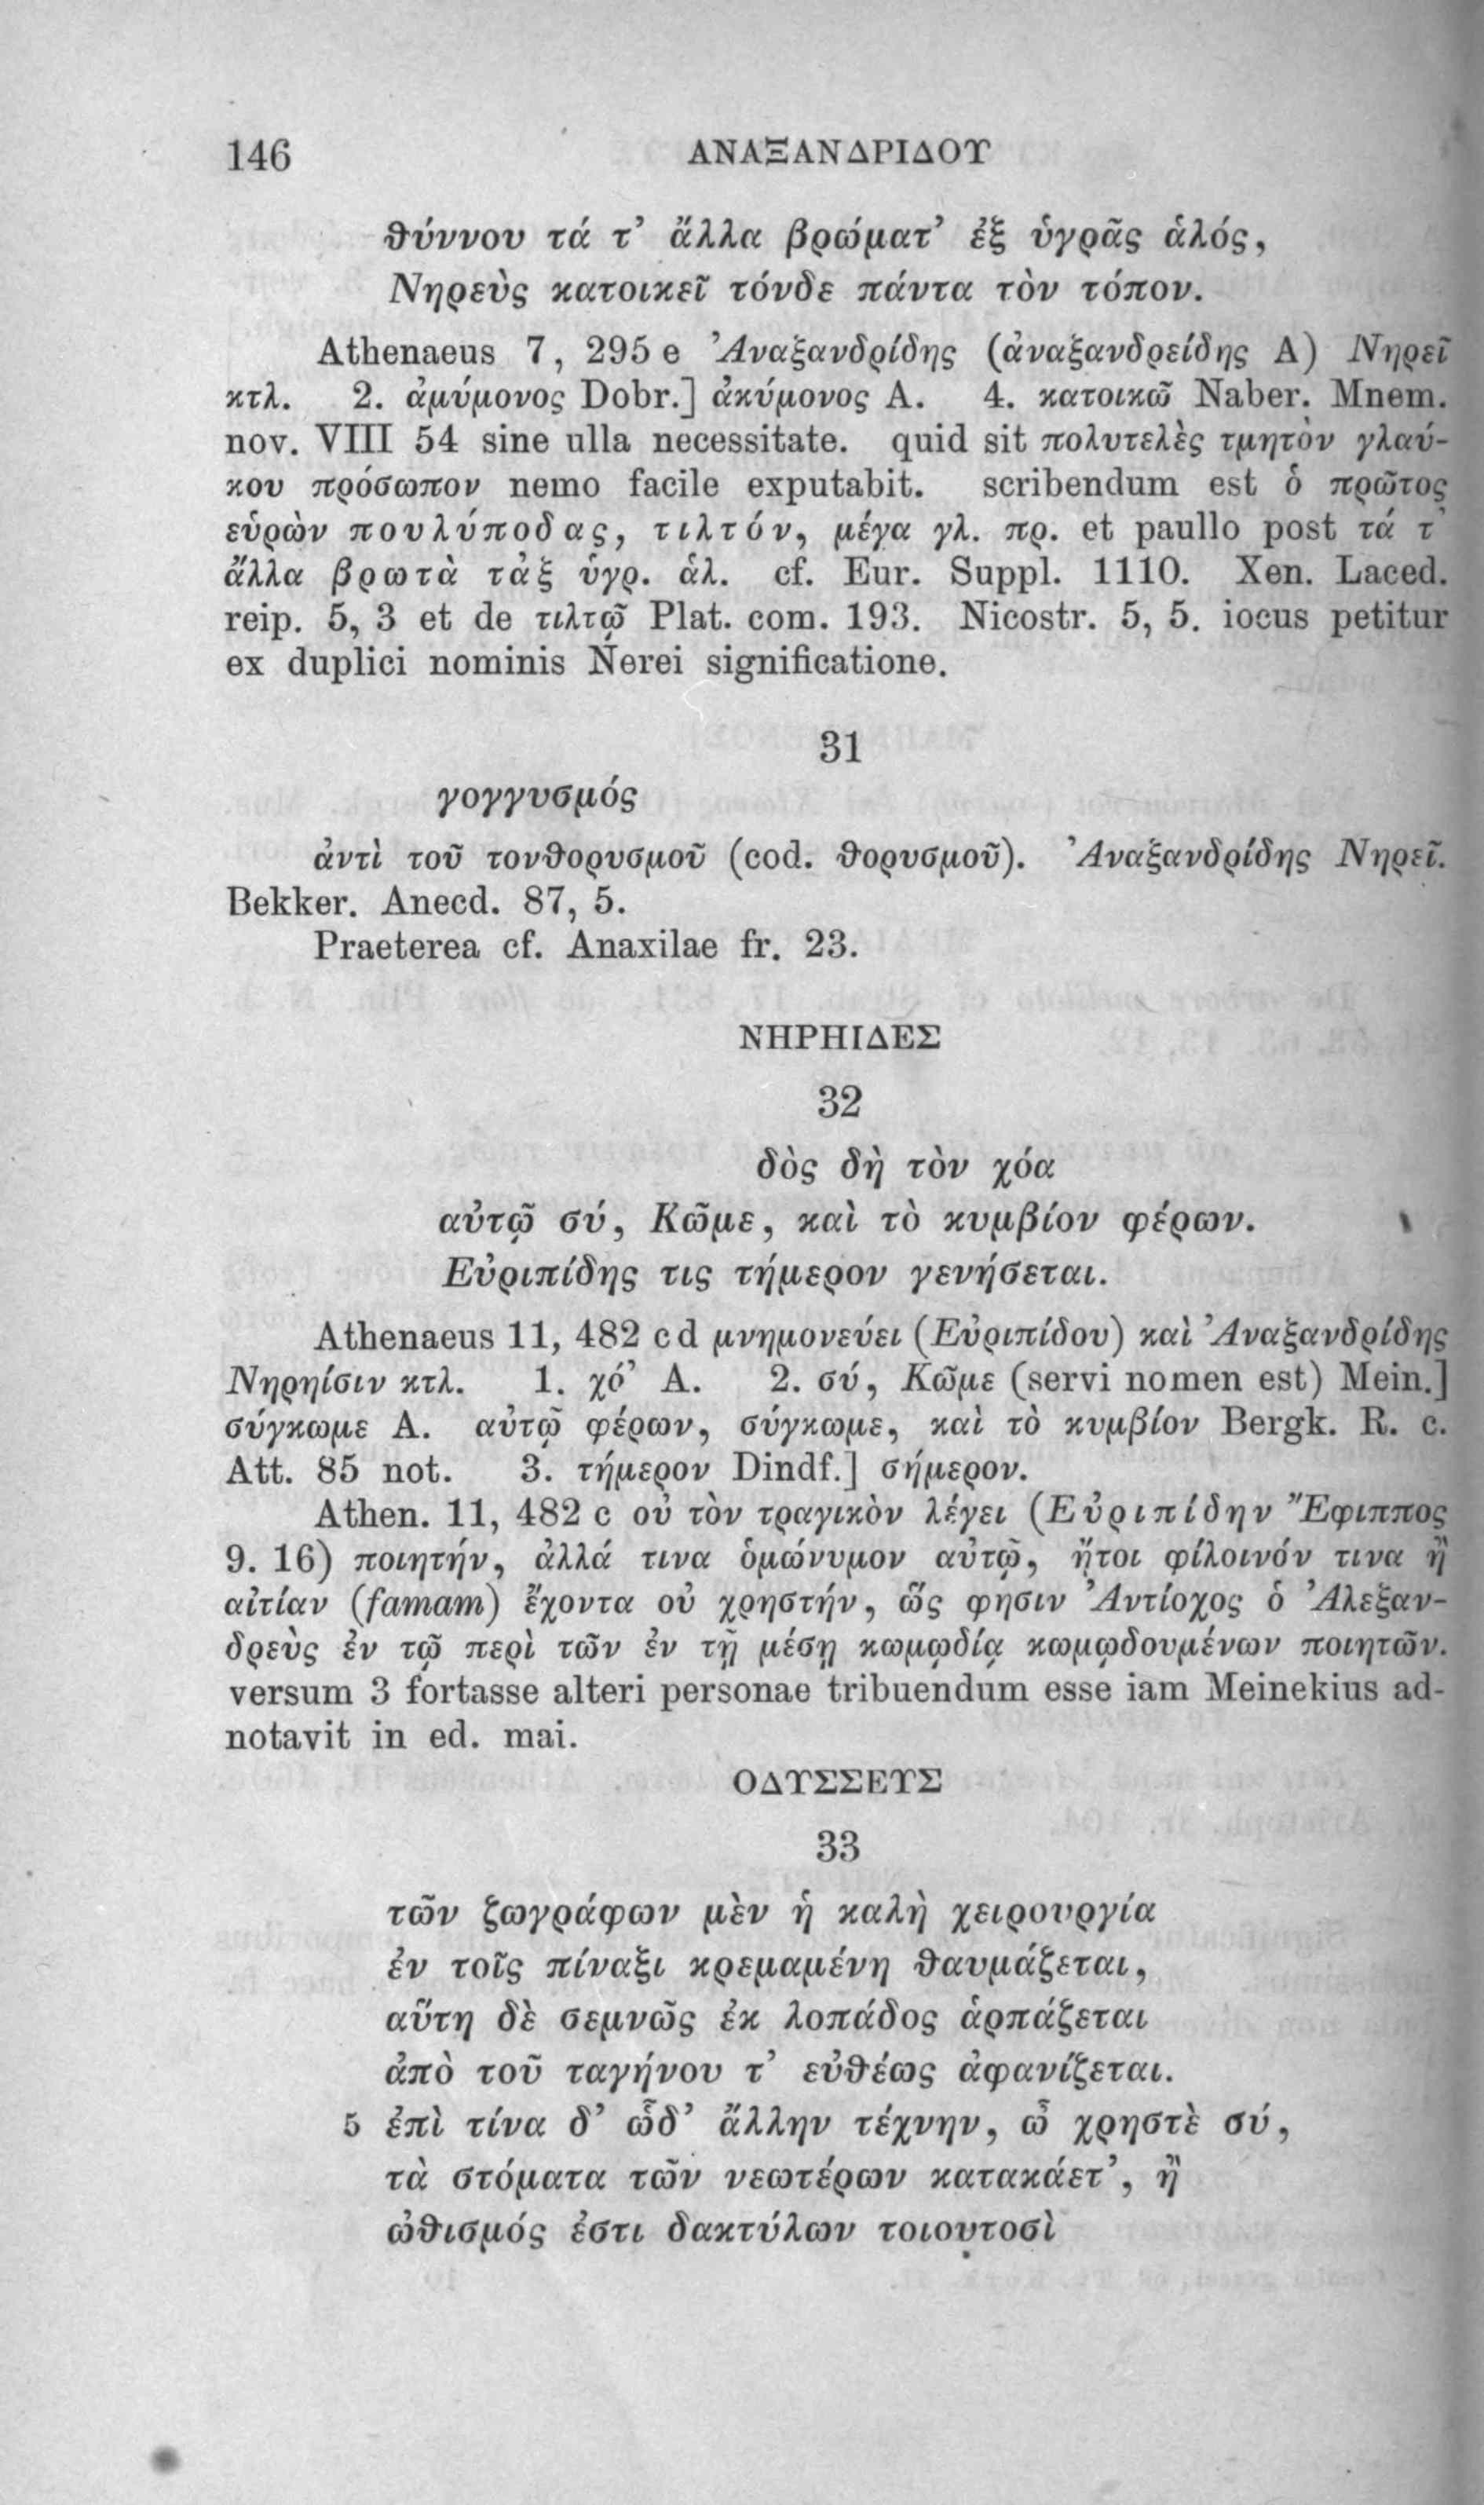 146 ΑΝΑΞΑΝΔΡΙΔΟΥ
θύννου τά τ’ ἄλλα βρώματ’ ἐξ ὑγρᾶς ἁλός,
Νηρεὺς κατοικεῖ τόνδε πάντα τὸν τόπον.
Athenaeus 7, 295 e Ἀναξανδρίδης (ἀναξανδρείδης A) Νηρεῖ
κτλ. 2. ἀμύμονος Dobr.] ἀκύμονος A. 4. κατοικῶ Naber. Mnem.
nov. VIII 54 sine ulla necessitate. quid sit πολυτελὲς τμητὸν γλαύ-
κου πρόσωπον nemo facile exputabit. scribendum est ὁ πρῶτος
εὑρὼν πουλύποδας, τιλτόν, μέγα γλ. πρ. et paullo post τά τ’
ἄλλα βρωτὰ τἀξ ὑγρ. ἁλ. cf. Eur. Suppl. 1110. Xen. Laced.
reip. 5, 3 et de τιλτῷ Plat. com. 193. Nicostr. 5, 5. iocus petitur
ex duplici nominis Nerei significatione.
31
γογγυσμός
ἀντὶ τοῦ τονθορυσμοῦ (cod. θορυσμοῦ). Ἀναξανδρίδης Νηρεῖ.
Bekker. Anecd. 87, 5.
Praeterea cf. Anaxilae fr. 23.
ΝΗΡΗΙΔΕΣ
32
δὸς δὴ τὸν χόα
αὐτῷ σύ, Κῶμε, καὶ τὸ κυμβίον φέρων.
Εὐριπίδης τις τήμερον γενήσεται.
Athenaeus 11, 482 c d μνημονεύει (Εὐριπίδου) καὶ Ἀναξανδρίδης
Νηρηίσιν κτλ. 1. χό’ A. 2. σύ, Κῶμε (servi nomen est) Mein.]
σύγκωμε A. αὐτῷ φέρων, σύγκωμε, καὶ τὸ κυμβίον Bergk. R. c.
Att. 85 not. 3. τήμερον Dindf.] σήμερον.
Athen. 11, 482 c οὐ τὸν τραγικὸν λέγει (Εὐριπίδην Ἔφιππος
9. 16) ποιητήν, ἀλλά τινα ὁμώνυμον αὐτῷ, ἤτοι φίλοινόν τινα ἢ
αἰτίαν (famam) ἔχοντα οὐ χρηστήν, ὥς φησιν Ἀντίοχος ὁ Ἀλεξαν-
δρεὺς ἐν τῷ περὶ τῶν ἐν τῇ μέσῃ κωμῳδίᾳ κωμῳδουμένων ποιητῶν.
versum 3 fortasse alteri personae tribuendum esse iam Meinekius ad-
notavit in ed. mai.
ΟΔΥΣΣΕΥΣ
33
τῶν ζωγράφων μὲν ἡ καλὴ χειρουργία
ἐν τοῖς πίναξι κρεμαμένη θαυμάζεται,
αὕτη δὲ σεμνῶς ἐκ λοπάδος ἁρπάζεται
ἀπὸ τοῦ ταγήνου τ’ εὐθέως ἀφανίζεται.
5 ἐπὶ τίνα δ’ ὧδ’ ἄλλην τέχνην, ὦ χρηστὲ σύ,
τὰ στόματα τῶν νεωτέρων κατακάετ’, ἢ
ὠθισμός ἐστι δακτύλων τοιουτοσὶ